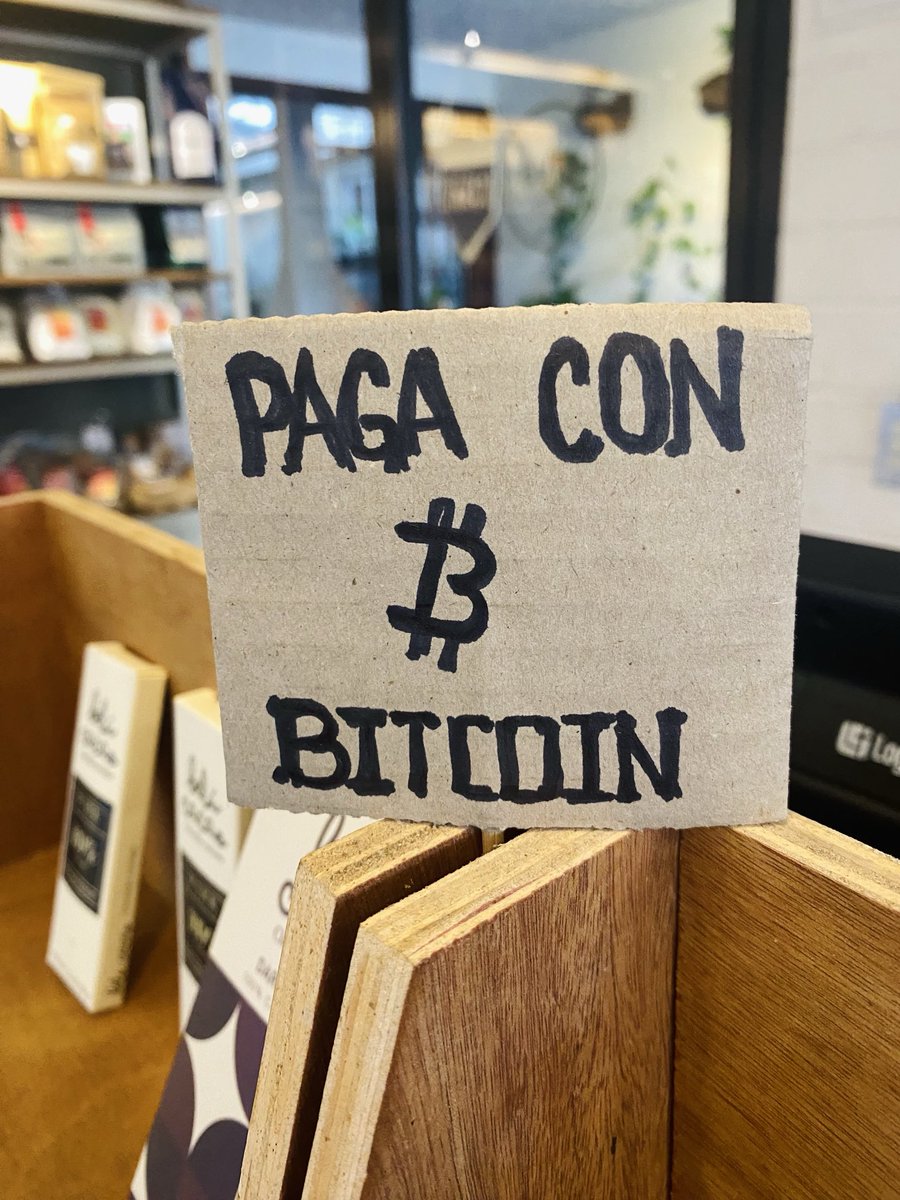 PAGA CON
₿
BITCOIN